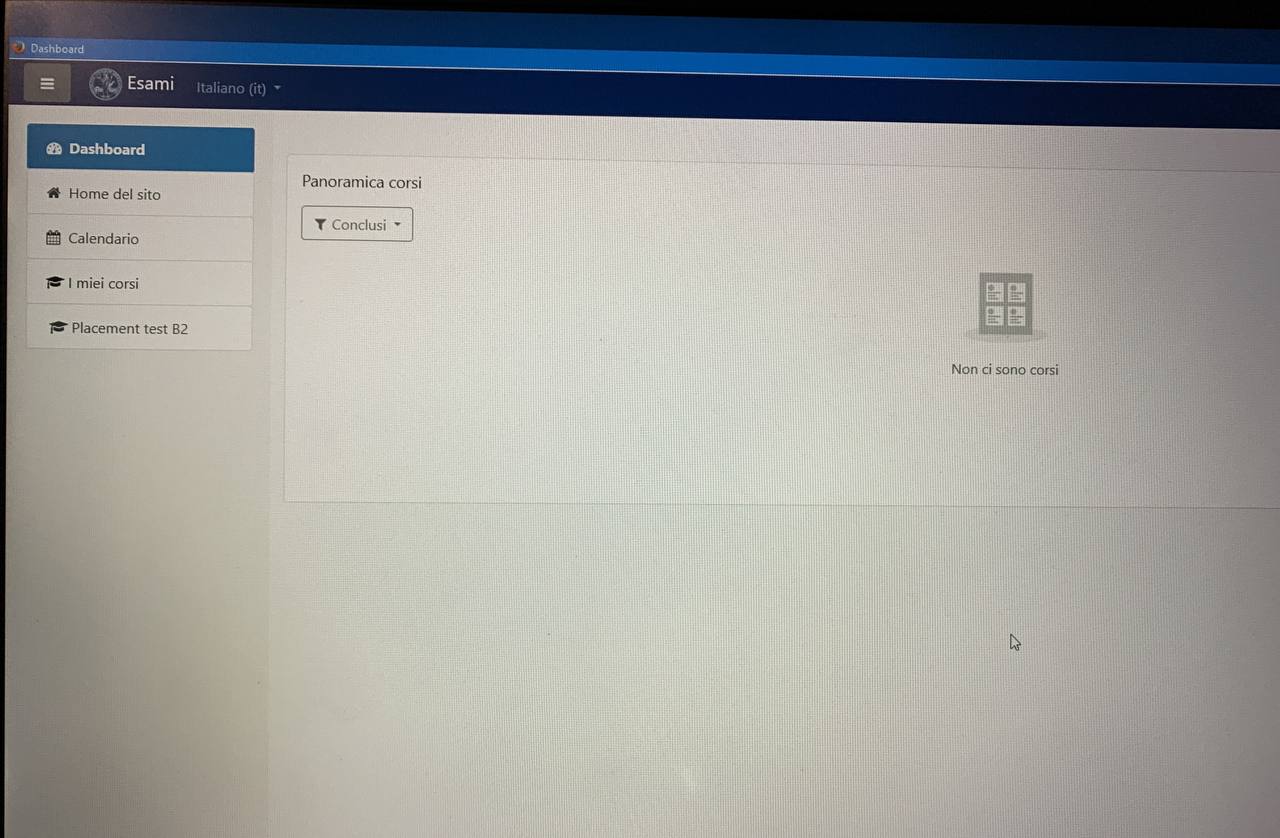 Dashboard
Esami
Italiano (it)
Dashboard
Home del sito
Calendario
I miei corsi
Placement test B2
Panoramica corsi
Conclusi
Non ci sono corsi